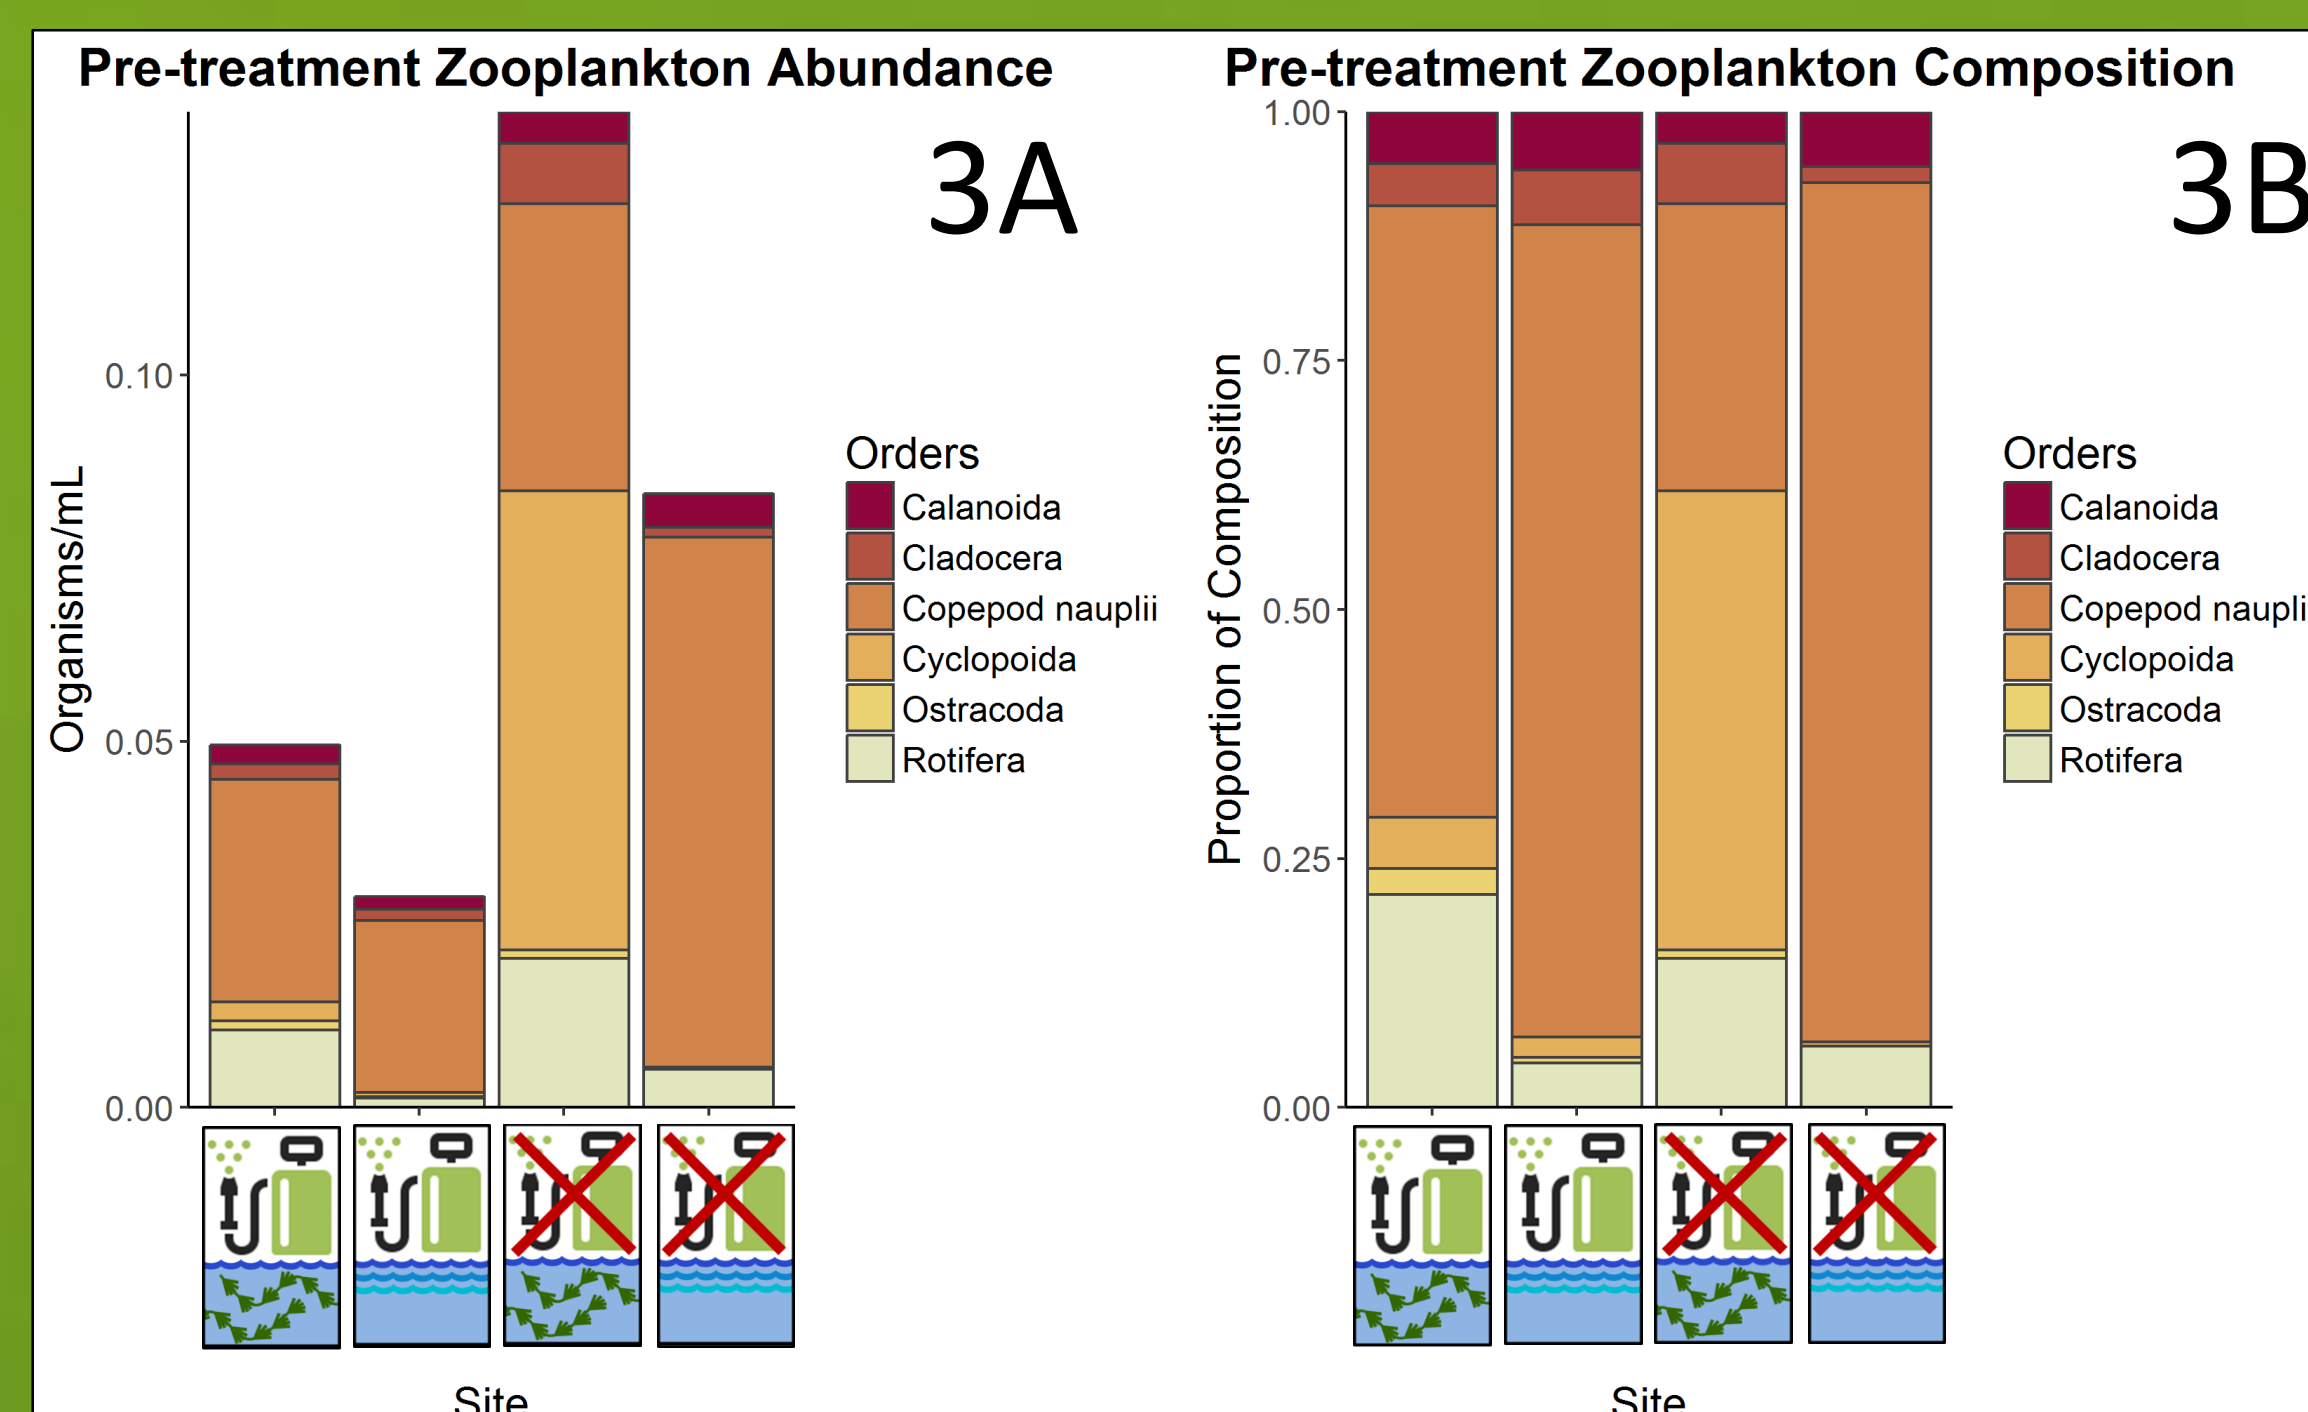 Pre-treatment Zooplankton Abundance
3A
Organisms/mL
0.10
0.05
0.00
Orders
Calanoida
Cladocera
Copepod nauplii
Cyclopoida
Ostracoda
Rotifera
Site
Pre-treatment Zooplankton Composition
3B
Proportion of Composition
1.00
0.75
0.50
0.25
0.00
Orders
Calanoida
Cladocera
Copepod naupli
Cyclopoida
Ostracoda
Rotifera
Site